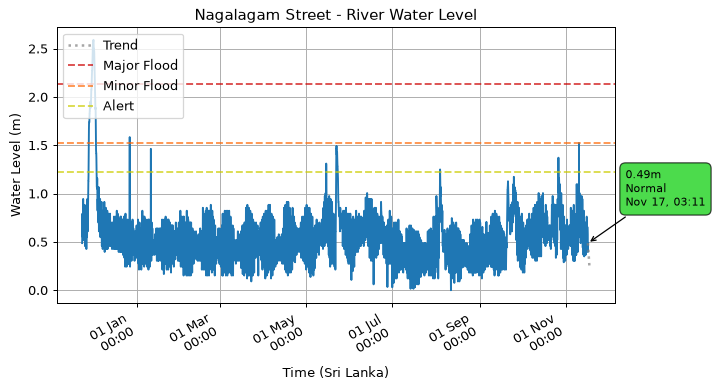 Nagalagam Street - River Water Level
Trend
Major Flood
Minor Flood
Alert
2.5
2.0
1.5
1.0
0.5
0.0
Water Level (m)
0.49m
Normal
Nov 17, 03:11
01 Jan
00:00
01 Mar
00:00
01 May
00:00
01 Jul
00:00
01 Sep
00:00
01 Nov
00:00
Time (Sri Lanka)